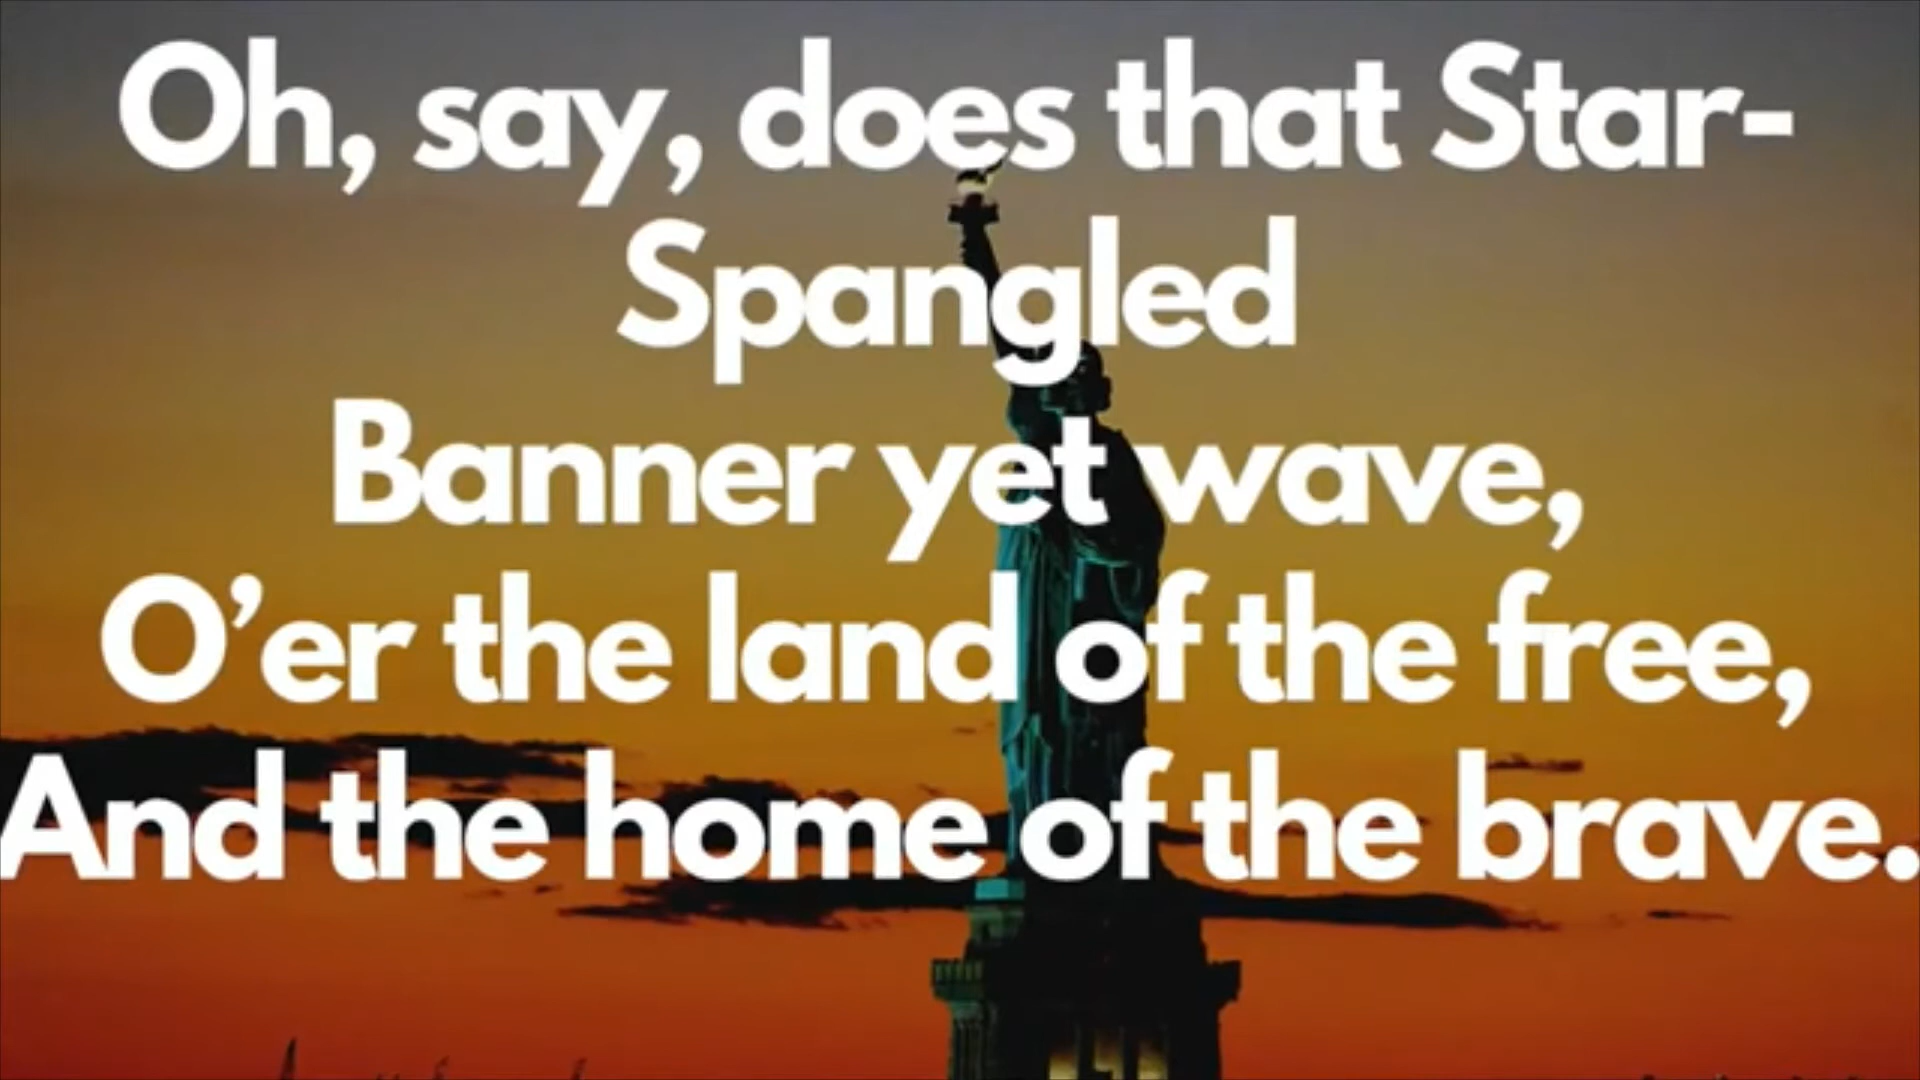 Oh, say, does that Star-
Spangled
Banner yet wave,
O’er the land of the free,
And the home of the brave.